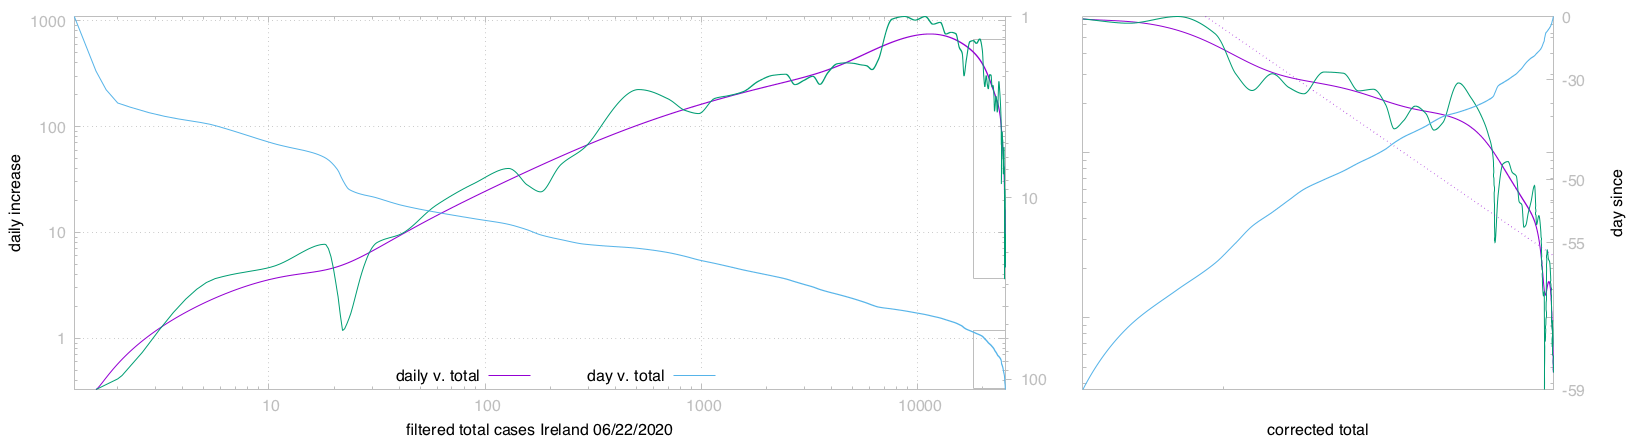 1000
100
10
1
daily increase
10
100
1000
10000
filtered total cases Ireland 06/22/2020
daily v. total
day v. total
1
10
100
0
-30
-50
-55
-59
day since
corrected total